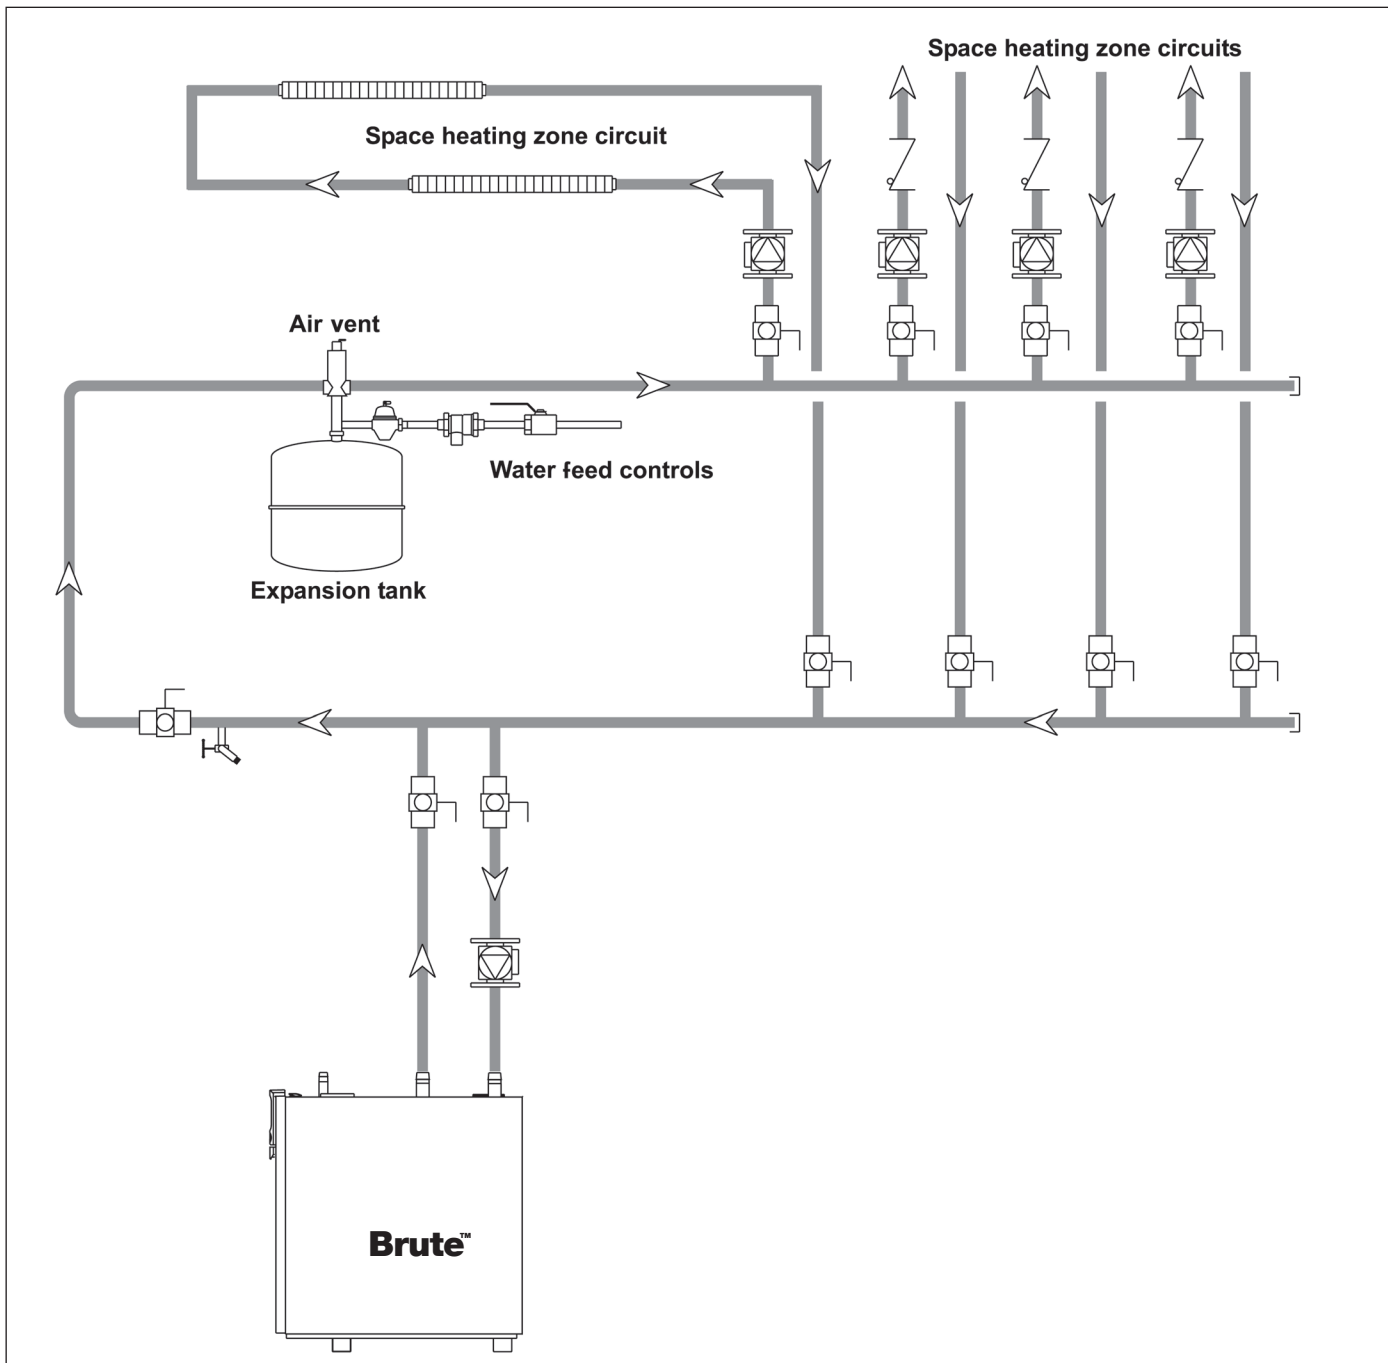 Space heating zone circuits
Space heating zone circuit
Air vent
Water feed controls
Expansion tank
Brute™